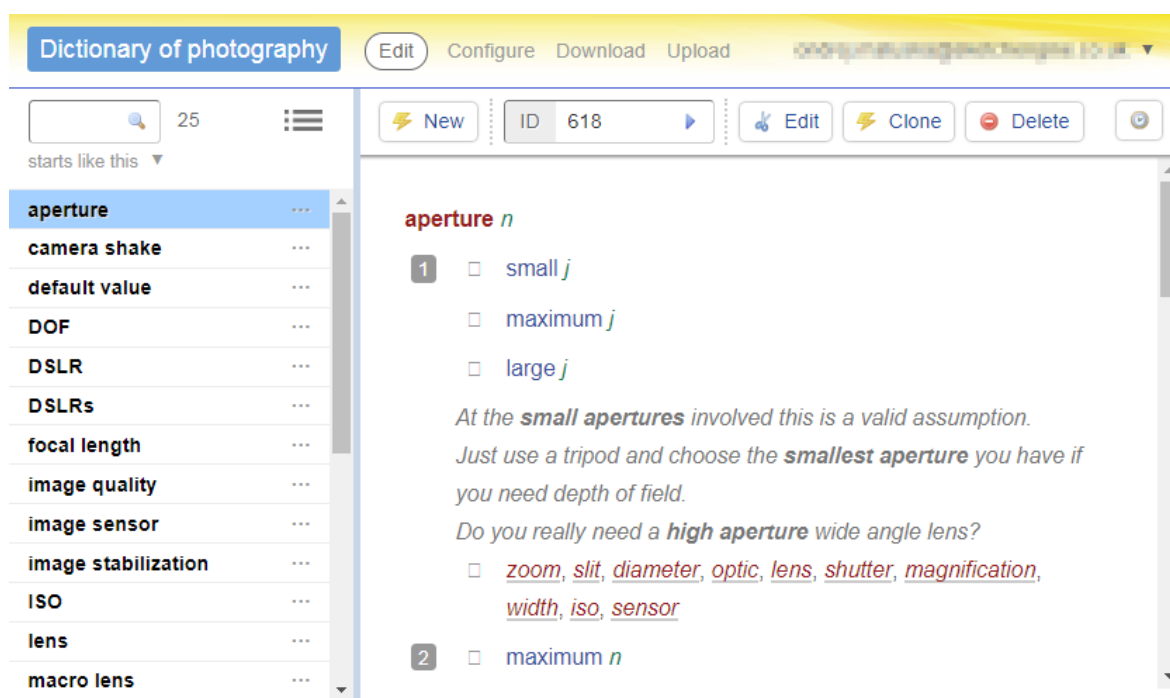 Dictionary of photography Edit Configure Download Upload
25
starts like this
New ID 618 Edit Clone Delete
aperture
camera shake
default value
DOF
DSLR
DSLRs
focal length
image quality
image sensor
image stabilization
ISO
lens
macro lens
aperture n
1 small j
maximum j
large j
At the small apertures involved this is a valid assumption.
Just use a tripod and choose the smallest aperture you have if
you need depth of field.
Do you really need a high aperture wide angle lens?
zoom, slit, diameter, optic, lens, shutter, magnification,
width, iso, sensor
2 maximum n